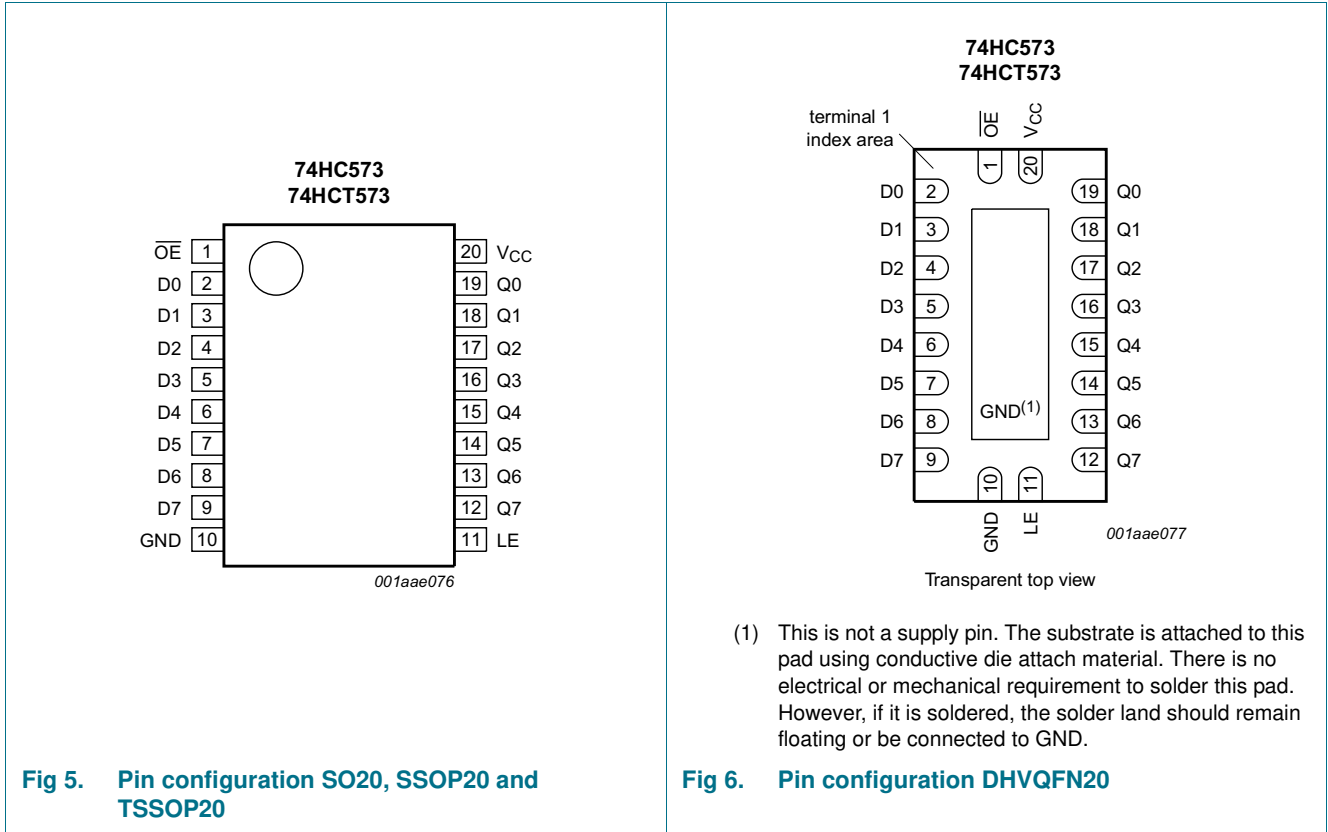 74HC573
74HCT573
OE 1
D0 2
D1 3
D2 4
D3 5
D4 6
D5 7
D6 8
D7 9
GND 10
20 VCC
19 Q0
18 Q1
17 Q2
16 Q3
15 Q4
14 Q5
13 Q6
12 Q7
11 LE
001aae076
Fig 5. Pin configuration SO20, SSOP20 and
TSSOP20
74HC573
74HCT573
terminal 1
index area
OE
VCC
1
20
D0 2
D1 3
D2 4
D3 5
D4 6
D5 7
D6 8
D7 9
19 Q0
18 Q1
17 Q2
16 Q3
15 Q4
14 Q5
13 Q6
12 Q7
GND(1)
10
11
GND
LE
001aae077
Transparent top view
(1) This is not a supply pin. The substrate is attached to this
pad using conductive die attach material. There is no
electrical or mechanical requirement to solder this pad.
However, if it is soldered, the solder land should remain
floating or be connected to GND.
Fig 6. Pin configuration DHVQFN20